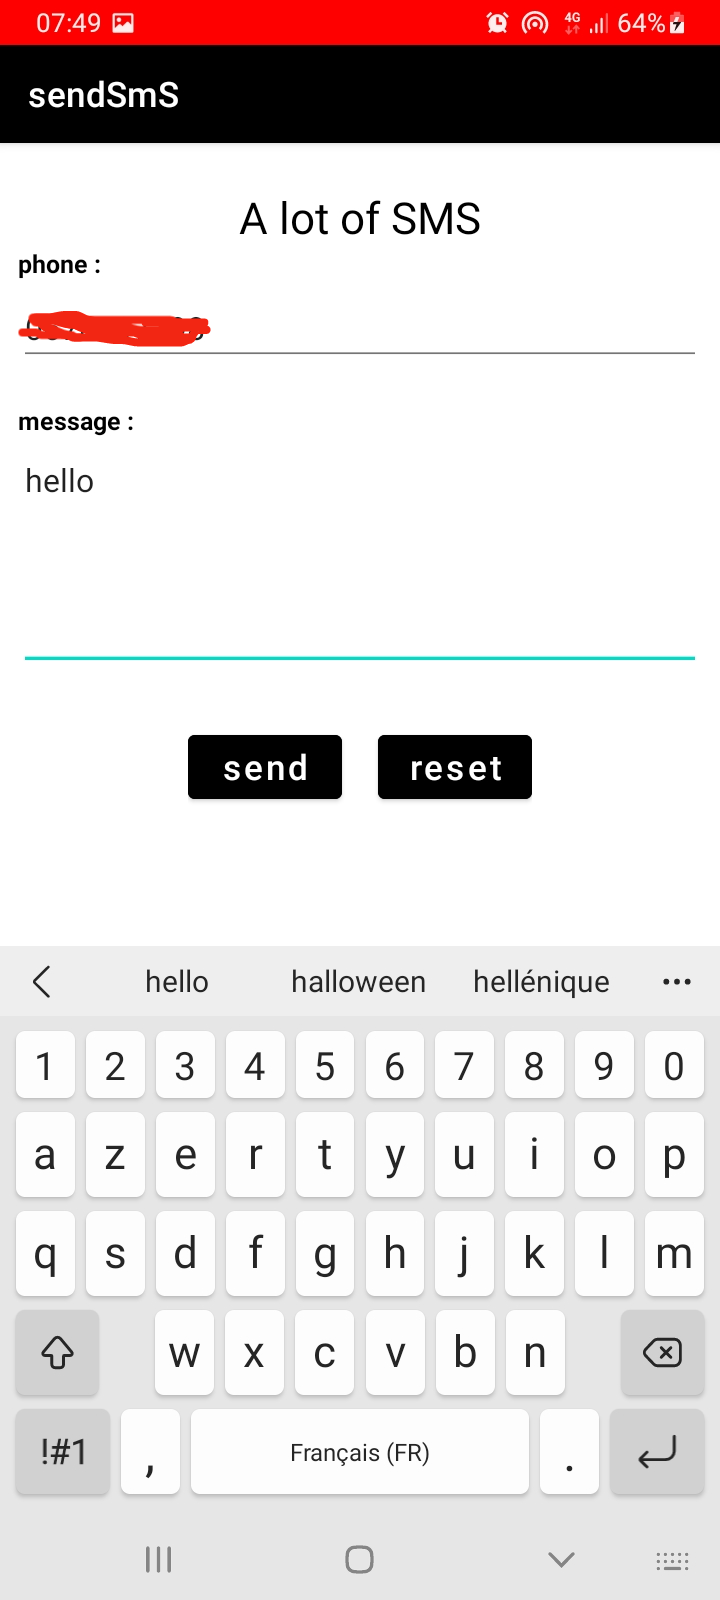 07:49 4G 64%
sendSmS
A lot of SMS
phone :
message :
hello
send reset
hello halloween hellénique
1 2 3 4 5 6 7 8 9 0
a z e r t y u i o p
q s d f g h j k l m
w x c v b n
!#1 , Français (FR) .